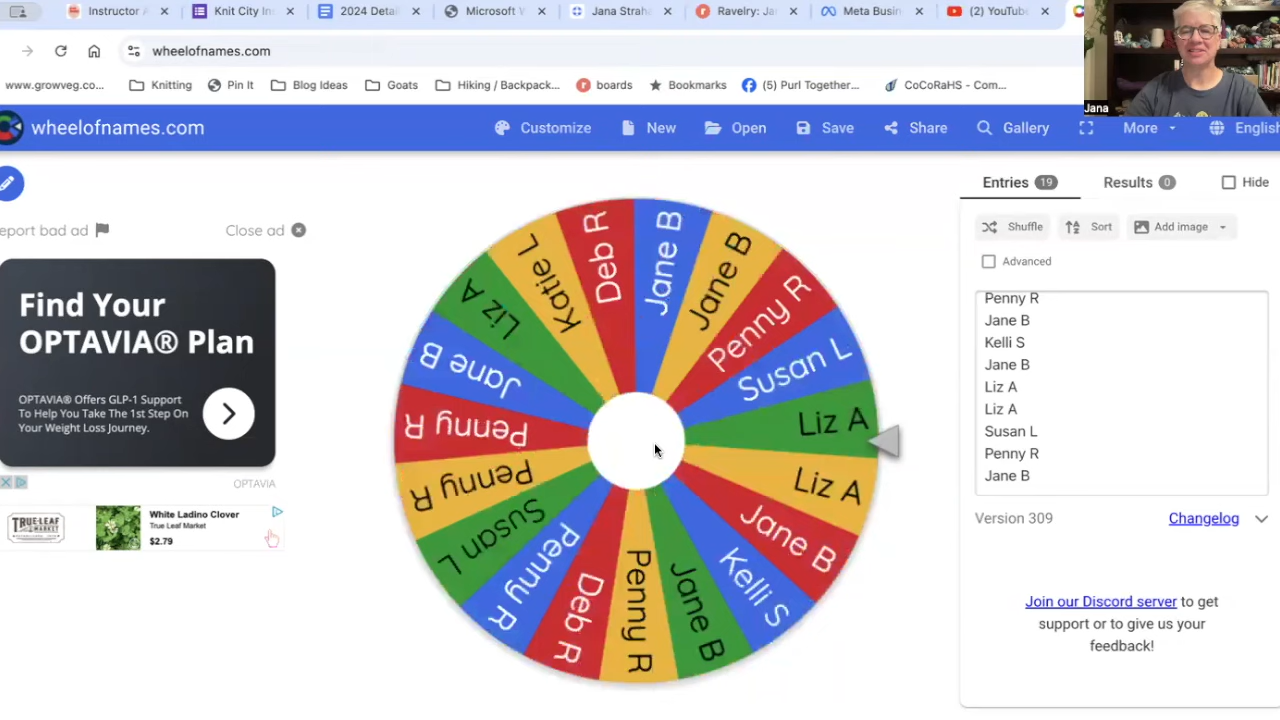 Instructor A
Knit City In
2024 Detai
Microsoft W
Jana Strah
Ravelry: Ja
Meta Busin
(2) YouTube
wheelofnames.com
www.growveg.co...
Knitting
Pin It
Blog Ideas
Goats
Hiking / Backpack...
boards
Bookmarks
(5) Purl Together...
CoCoRaHS - Com...
Jana
wheelofnames.com
Customize
New
Open
Save
Share
Gallery
More
English
eport bad ad
Close ad
Find Your
OPTAVIA® Plan
OPTAVIA® Offers GLP-1 Support
To Help You Take The 1st Step On
Your Weight Loss Journey.
OPTAVIA
TRUE LEAF
MARKET
White Ladino Clover
True Leaf Market
$2.79
Jane B
Jane B
Penny R
Susan L
Liz A
Liz A
Jane B
Kelli S
Jane B
Penny R
Deb R
Penny R
Susan L
Penny R
Penny R
Jane B
Liz A
Katie L
Deb R
Entries 19
Results 0
Hide
Shuffle
Sort
Add image
Advanced
Penny R
Jane B
Kelli S
Jane B
Liz A
Liz A
Susan L
Penny R
Jane B
Version 309
Changelog
Join our Discord server to get
support or to give us your
feedback!